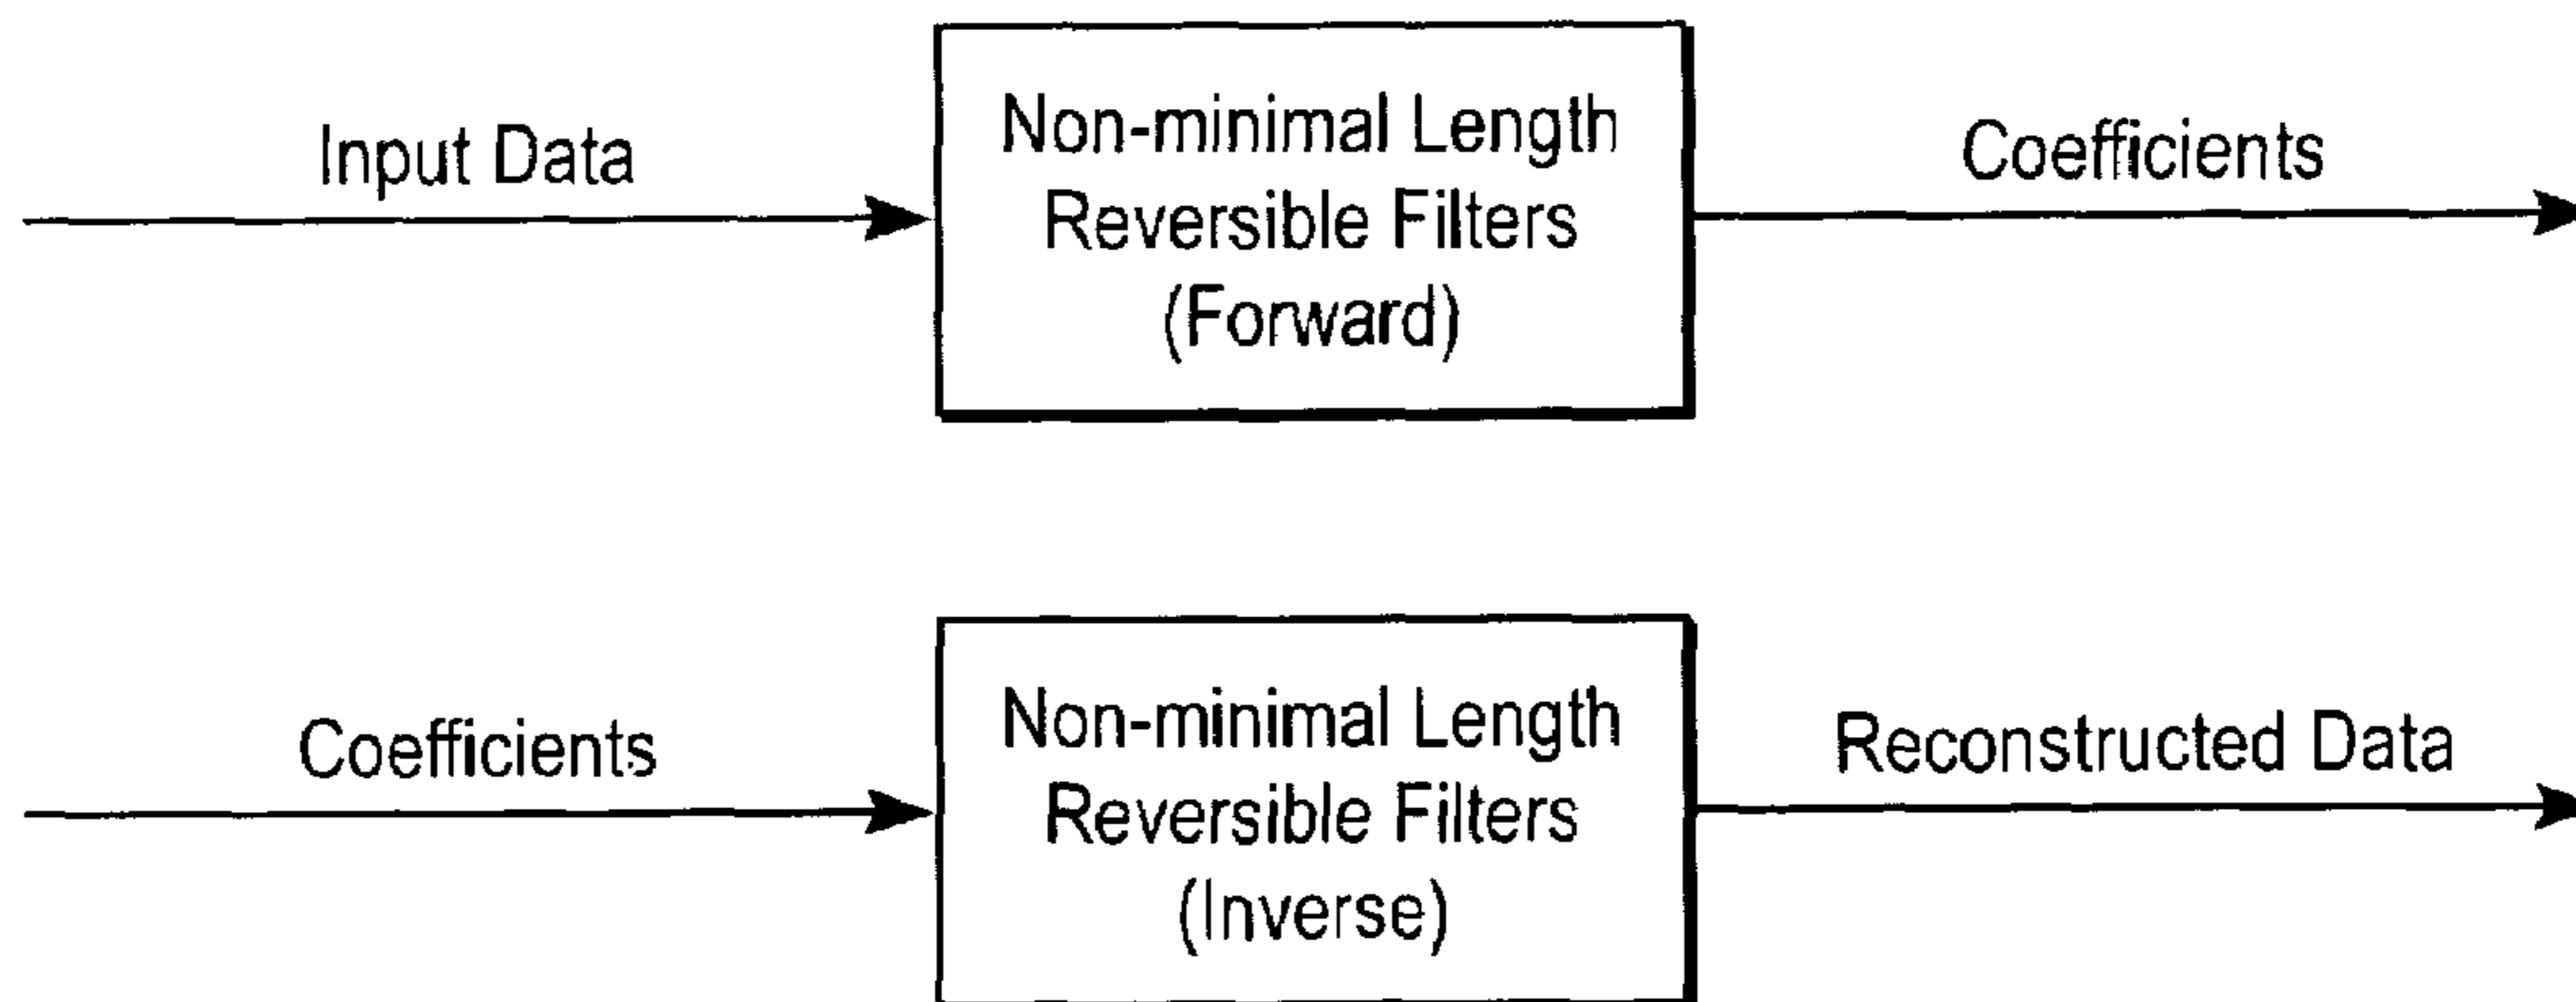 Input Data
Non-minimal Length
Reversible Filters
(Forward)
Coefficients
Coefficients
Non-minimal Length
Reversible Filters
(Inverse)
Reconstructed Data